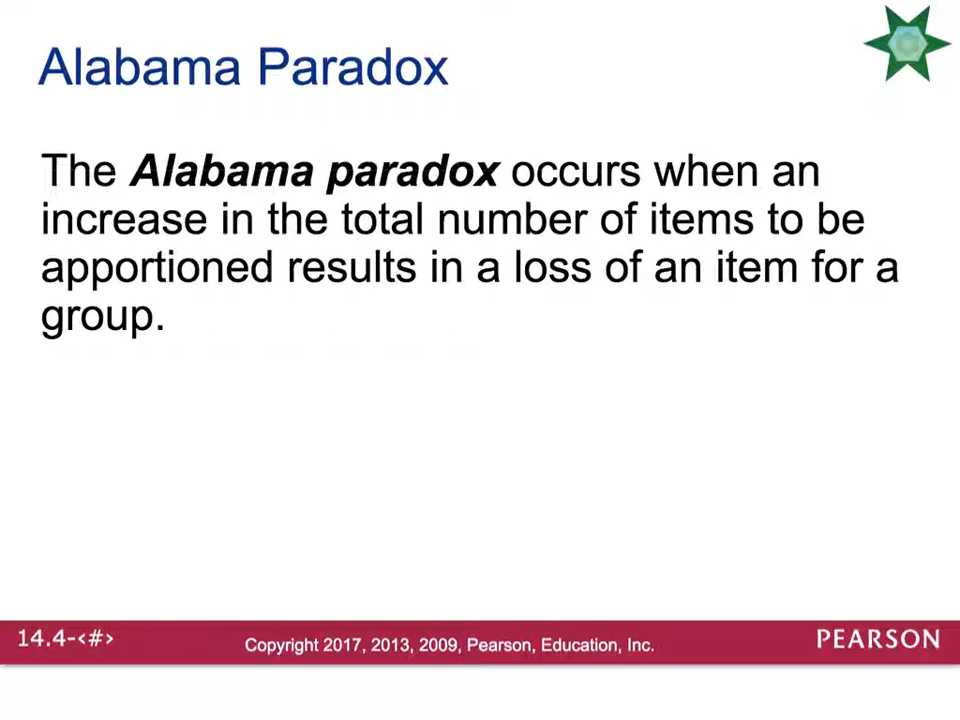 Alabama Paradox
The Alabama paradox occurs when an
increase in the total number of items to be
apportioned results in a loss of an item for a
group.
14.4-<#>
Copyright 2017, 2013, 2009, Pearson, Education, Inc.
PEARSON